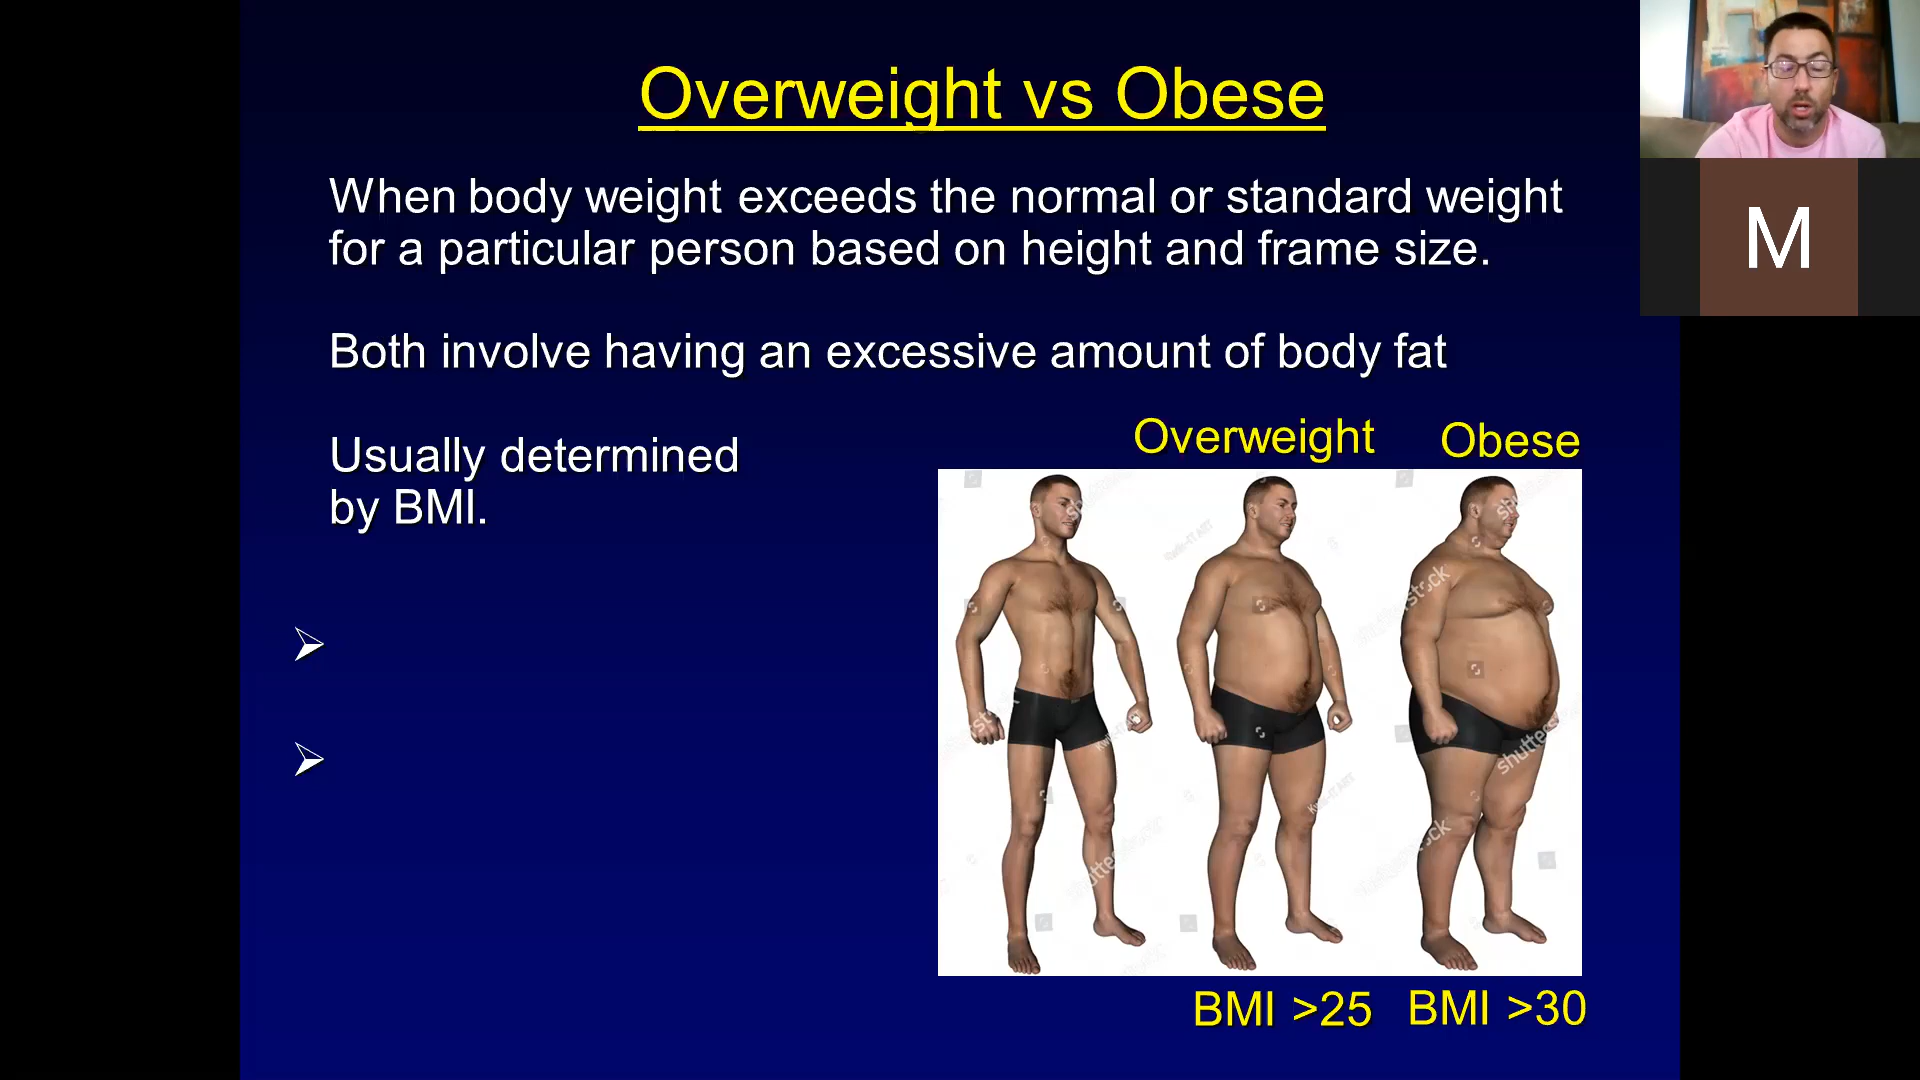 Overweight vs Obese
When body weight exceeds the normal or standard weight
for a particular person based on height and frame size.
Both involve having an excessive amount of body fat
Usually determined
by BMI.
Overweight
Obese
shutterstock
shutterstock
BMI >25
BMI >30
M